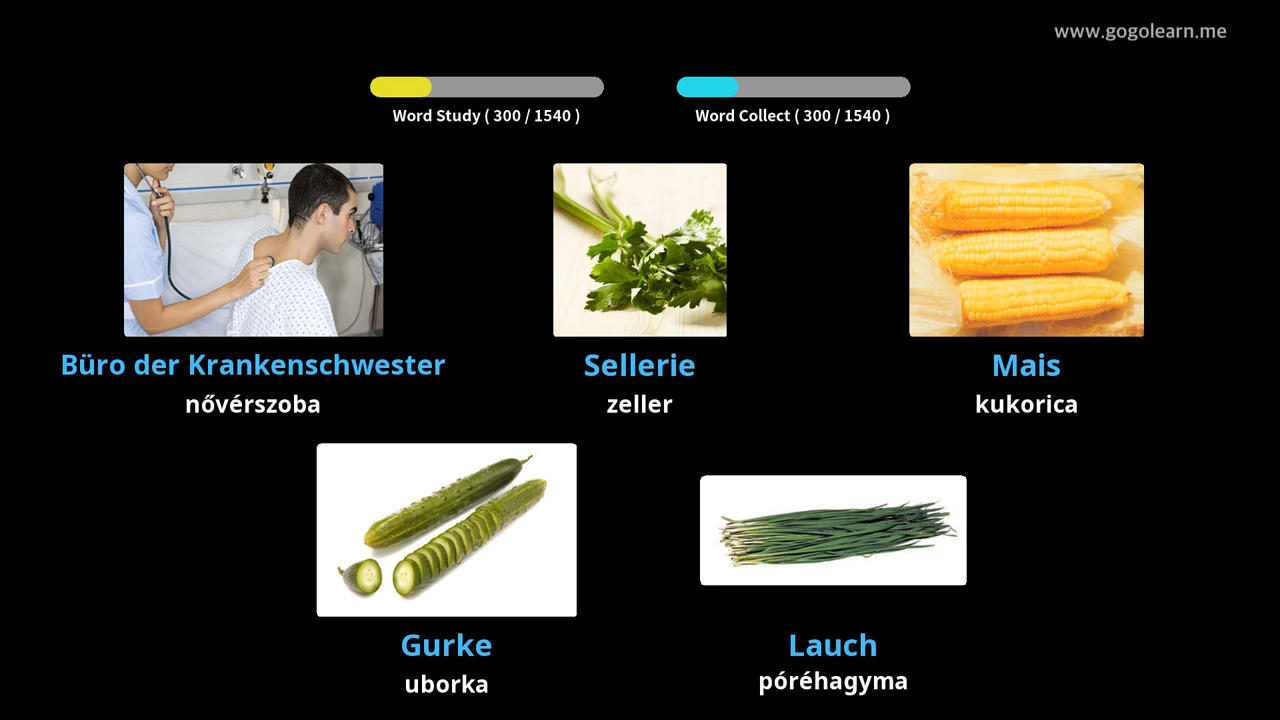 www.gogolearn.me
Word Study ( 300 / 1540 )
Word Collect ( 300 / 1540 )
Büro der Krankenschwester
nővérszoba
Sellerie
zeller
Mais
kukorica
Gurke
uborka
Lauch
póréhagyma